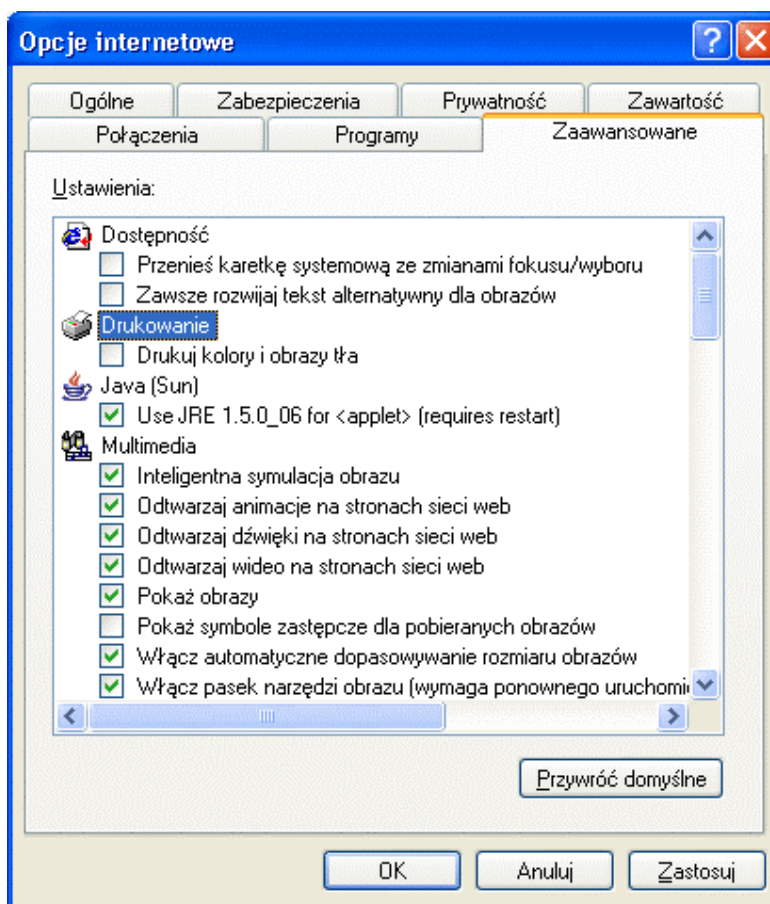 Opcje internetowe
Ogólne Zabezpieczenia Prywatność Zawartość
Połączenia Programy Zaawansowane
Ustawienia:
Dostępność
Przenieś karetkę systemową ze zmianami fokusu/wyboru
Zawsze rozwijaj tekst alternatywny dla obrazów
Drukowanie
Drukuj kolory i obrazy tła
Java (Sun)
Use JRE 1.5.0_06 for <applet> (requires restart)
Multimedia
Inteligentna symulacja obrazu
Odtwarzaj animacje na stronach sieci web
Odtwarzaj dźwięki na stronach sieci web
Odtwarzaj wideo na stronach sieci web
Pokaż obrazy
Pokaż symbole zastępcze dla pobieranych obrazów
Włącz automatyczne dopasowywanie rozmiaru obrazów
Włącz pasek narzędzi obrazu (wymaga ponownego uruchomi
Przywróć domyślne
OK Anuluj Zastosuj